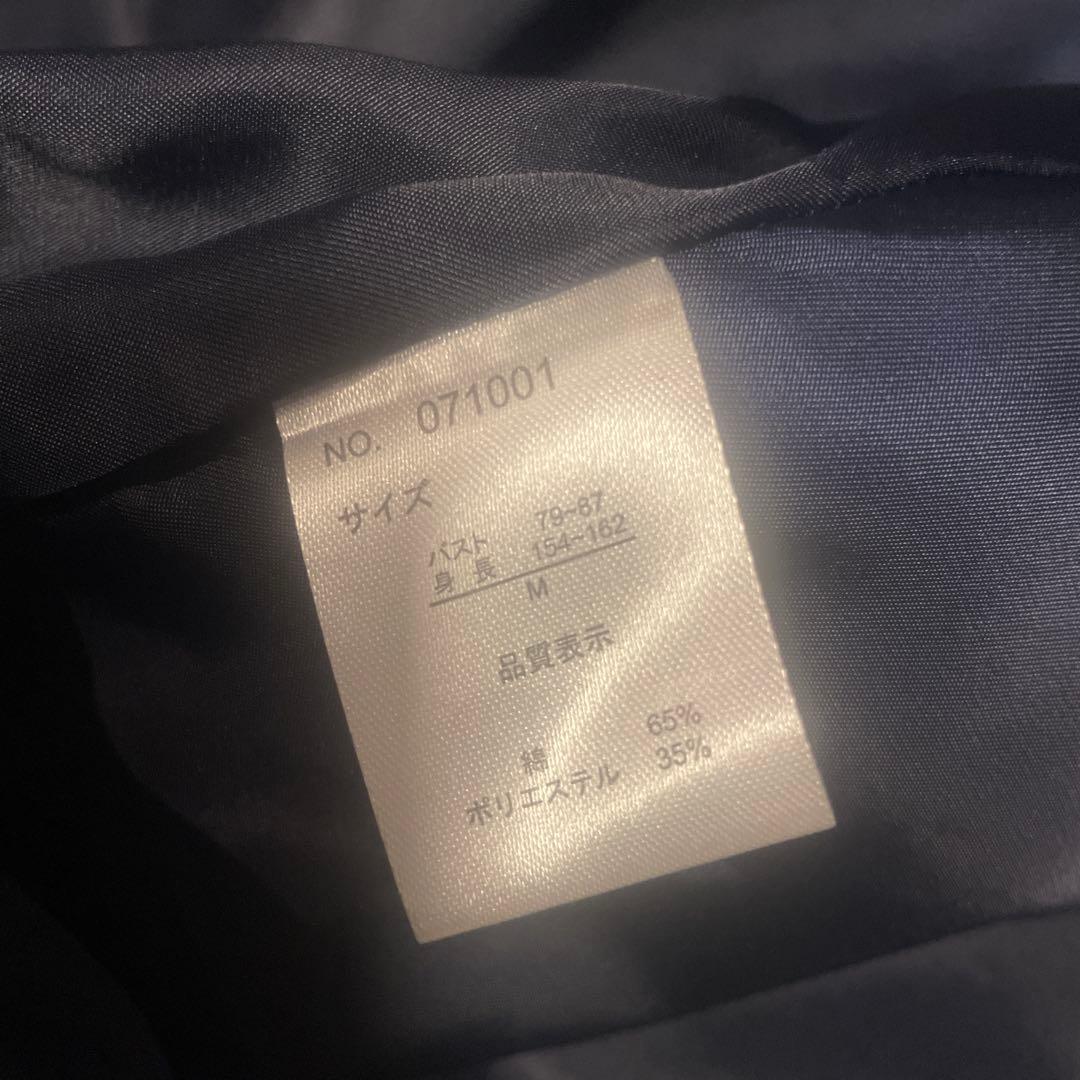 NO. 071001
サイズ
バスト 79~87
身長 154~162
M
品質表示
綿 65%
ポリエステル 35%